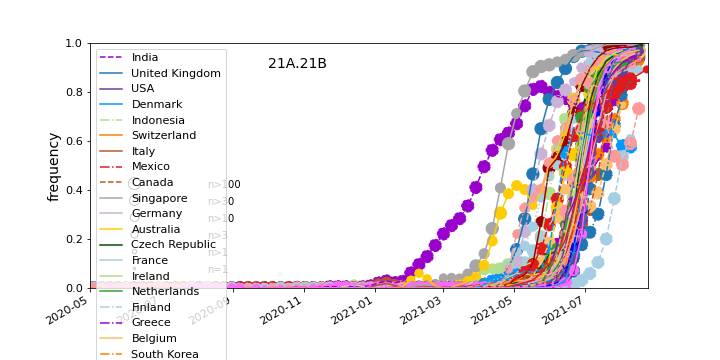 21A.21B
frequency
1.0
0.8
0.6
0.4
0.2
0.0
India
United Kingdom
USA
Denmark
Indonesia
Switzerland
Italy
Mexico
Canada
Singapore
Germany
Australia
Czech Republic
France
Ireland
Netherlands
Finland
Greece
Belgium
South Korea
n>100
n>30
n>10
n>3
n>1
n=1
2020-05
2020-09
2020-11
2021-01
2021-03
2021-05
2021-07